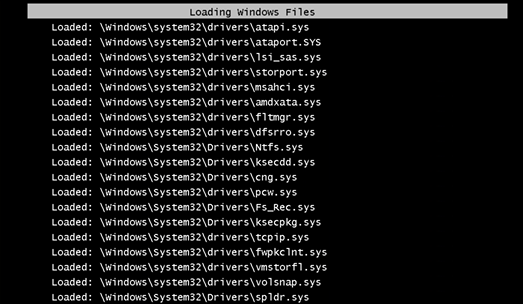 Loading Windows Files
Loaded: \Windows\system32\drivers\atapi.sys
Loaded: \Windows\system32\drivers\ataport.SYS
Loaded: \Windows\system32\drivers\lsi_sas.sys
Loaded: \Windows\system32\drivers\storport.sys
Loaded: \Windows\system32\drivers\msahci.sys
Loaded: \Windows\system32\drivers\amdxata.sys
Loaded: \Windows\system32\drivers\fltmgr.sys
Loaded: \Windows\system32\drivers\dfsrro.sys
Loaded: \Windows\System32\Drivers\Ntfs.sys
Loaded: \Windows\System32\Drivers\ksecdd.sys
Loaded: \Windows\System32\Drivers\cng.sys
Loaded: \Windows\System32\drivers\pcw.sys
Loaded: \Windows\System32\Drivers\Fs_Rec.sys
Loaded: \Windows\System32\Drivers\ksecpkg.sys
Loaded: \Windows\System32\drivers\tcpip.sys
Loaded: \Windows\System32\drivers\fwpkclnt.sys
Loaded: \Windows\system32\drivers\vmstorfl.sys
Loaded: \Windows\system32\drivers\volsnap.sys
Loaded: \Windows\System32\Drivers\spldr.sys